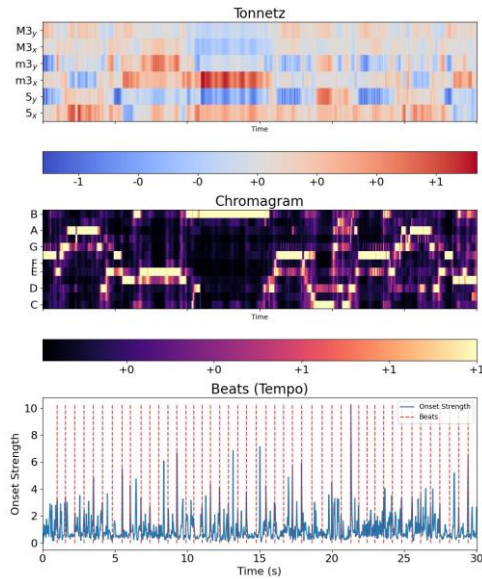 Tonnetz
M3y
M3x
m3y
m3x
5y
5x
Time
-1 -0 -0 +0 +0 +0 +1
Chromagram
B
A
G
F
E
D
C
Time
+0 +0 +1 +1 +1
Beats (Tempo)
Onset Strength
10
8
6
4
2
0
Onset Strength
Beats
0 5 10 15 20 25 30
Time (s)